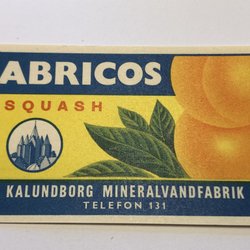 ABRICOS
SQUASH
KALUNDBORG MINERALVANDFABRIK
TELEFON 131